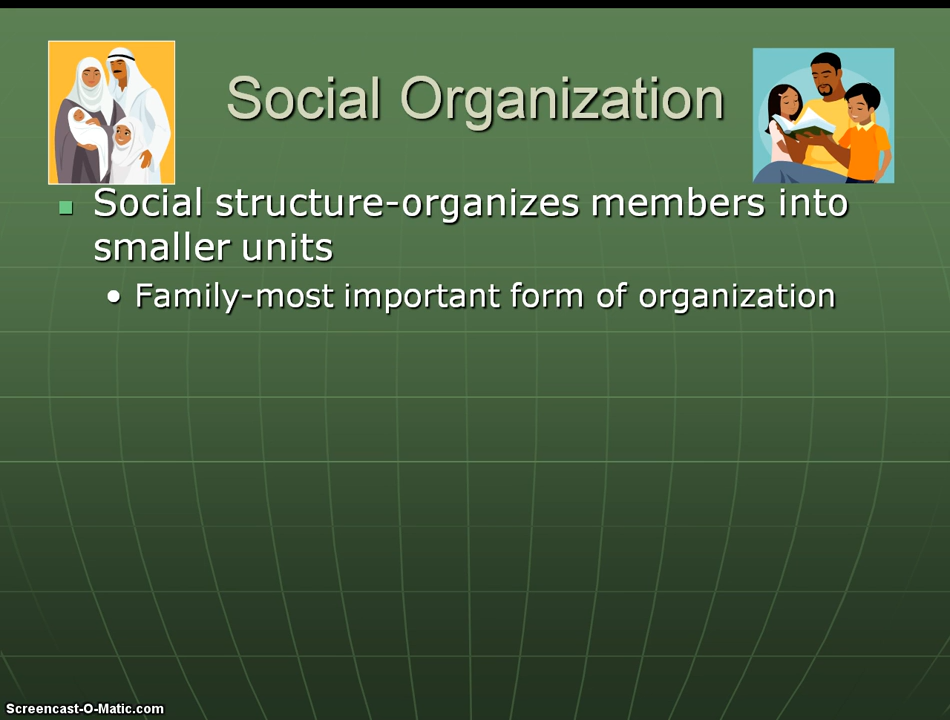 Social Organization
Social structure-organizes members into
smaller units
Family-most important form of organization
Screencast-O-Matic.com